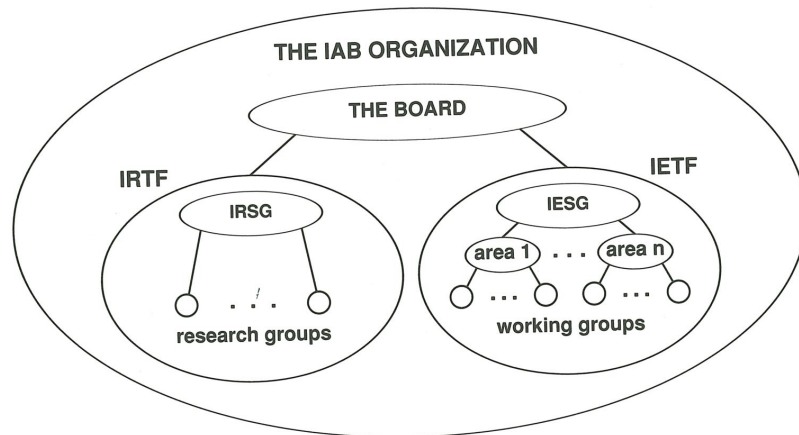 THE IAB ORGANIZATION
THE BOARD
IRTF
IETF
IRSG
IESG
area 1 . . . area n
. . .
... ...
research groups
working groups